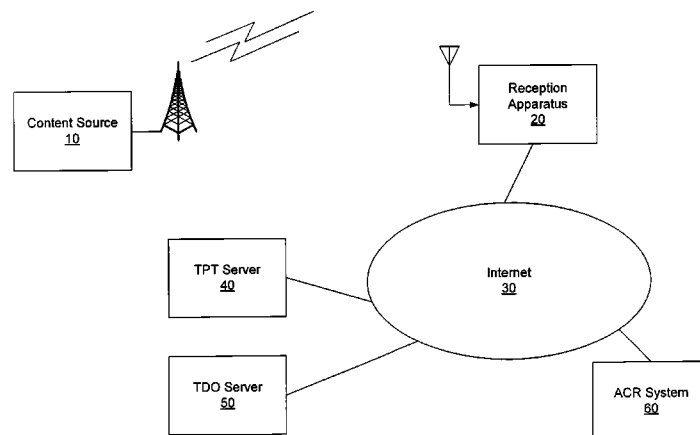 Content Source
10
Reception
Apparatus
20
TPT Server
40
Internet
30
TDO Server
50
ACR System
60